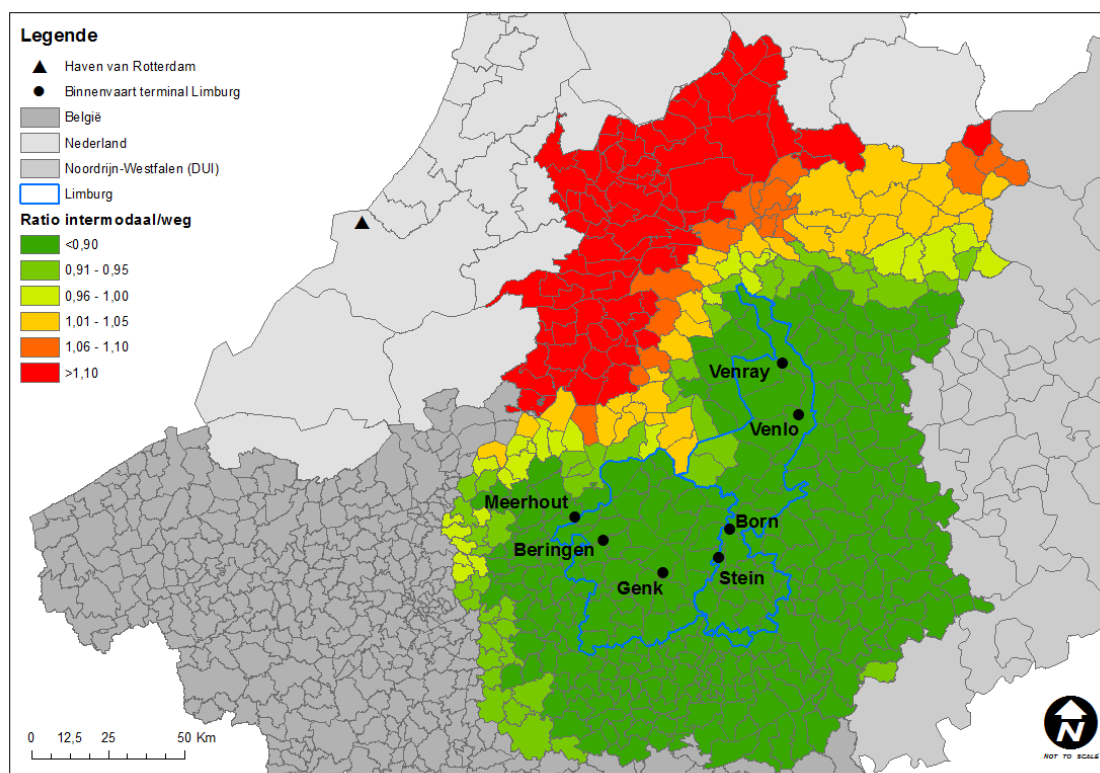 Legende
Haven van Rotterdam
Binnenvaart terminal Limburg
België
Nederland
Noordrijn-Westfalen (DUI)
Limburg
Ratio intermodaal/weg
<0,90
0,91 - 0,95
0,96 - 1,00
1,01 - 1,05
1,06 - 1,10
>1,10
Venray
Venlo
Meerhout
Born
Beringen
Stein
Genk
0 12,5 25 50 Km
N
NOT TO SCALE